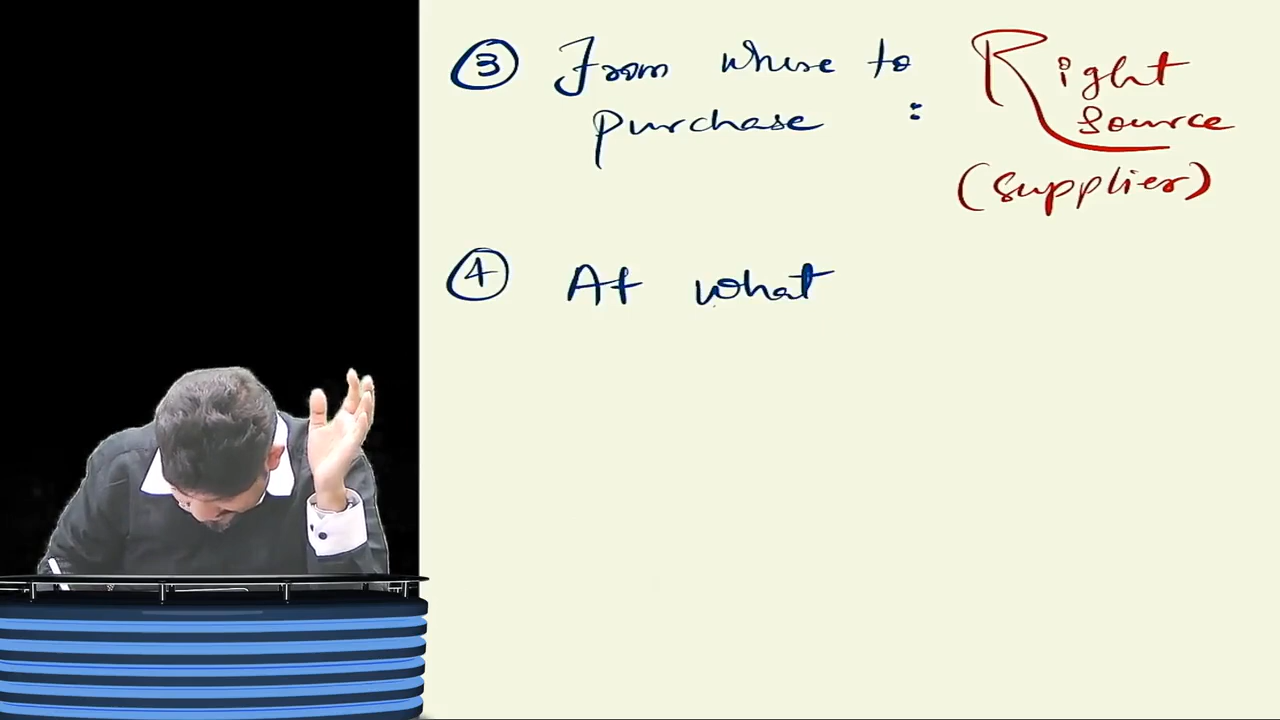 ③ From where to Right
purchase : Source
(Supplier)
④ At what